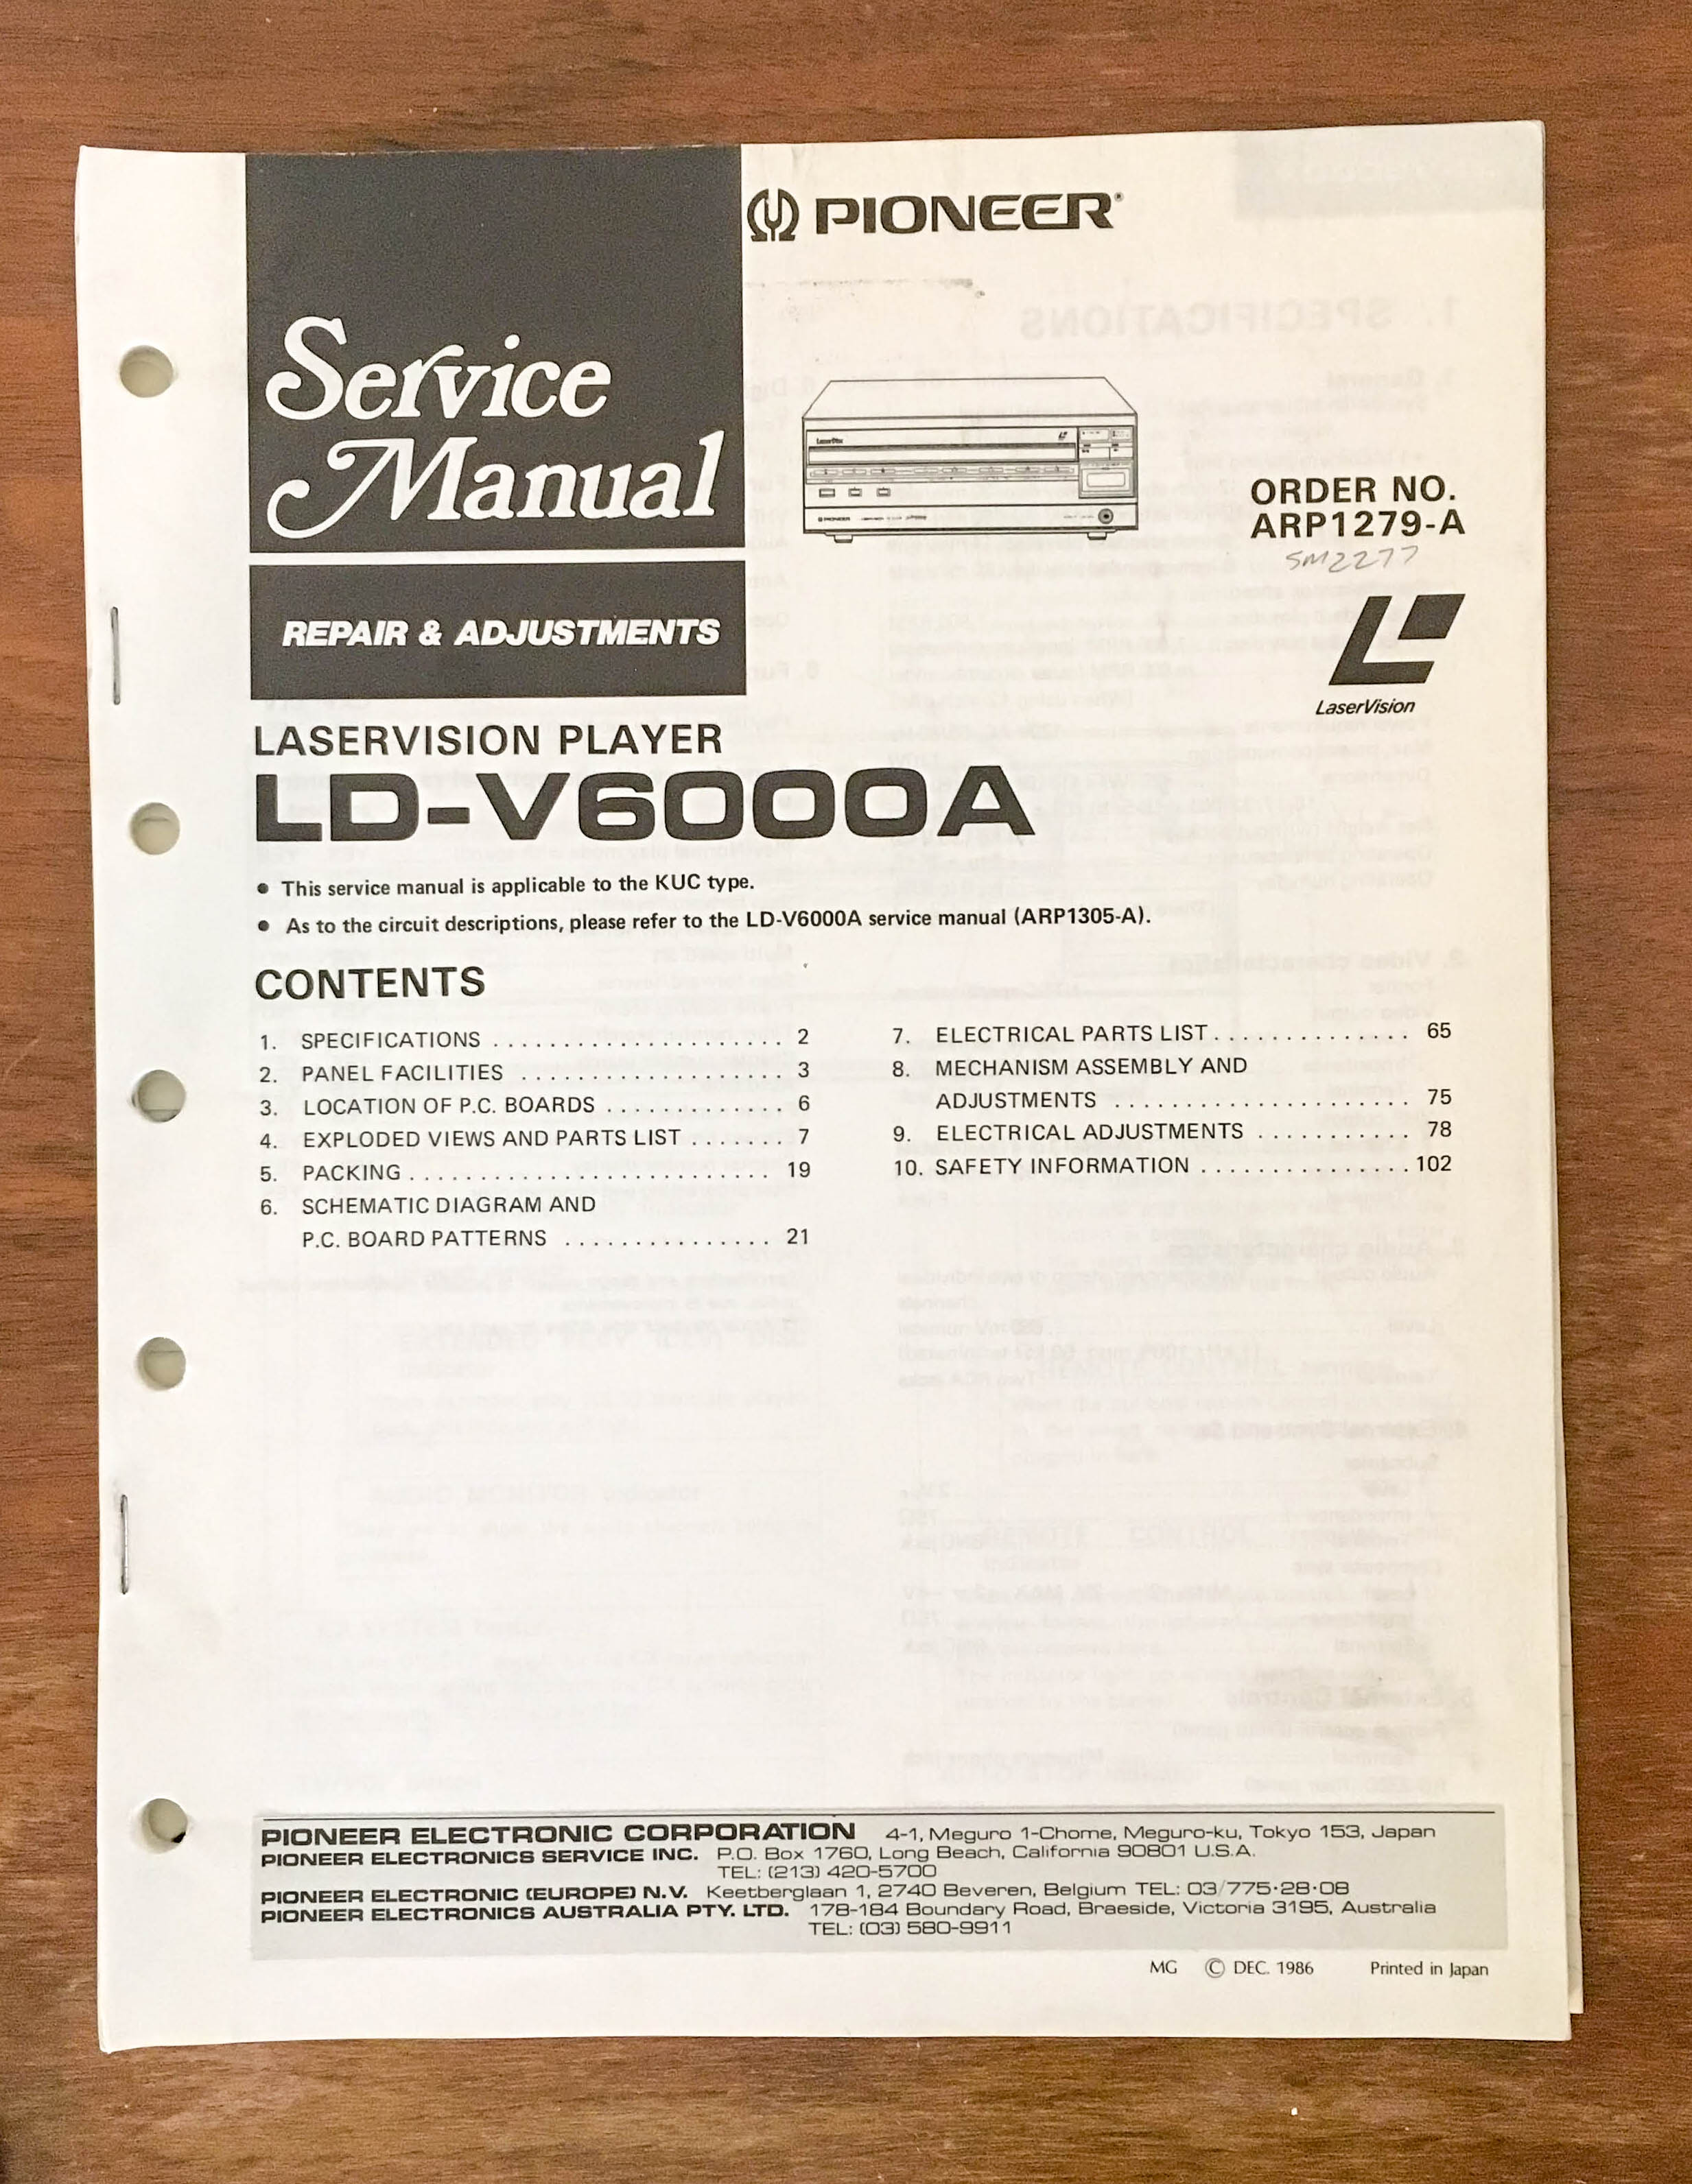 PIONEER
Service
Manual
REPAIR & ADJUSTMENTS
LaserDisc
PIONEER
ORDER NO.
ARP1279-A
SM2277
LaserVision
LASERVISION PLAYER
LD-V6000A
● This service manual is applicable to the KUC type.
● As to the circuit descriptions, please refer to the LD-V6000A service manual (ARP1305-A).
CONTENTS
1. SPECIFICATIONS . . . . . . . . . . . . . . . . . . . . . 2
2. PANEL FACILITIES . . . . . . . . . . . . . . . . . . . 3
3. LOCATION OF P.C. BOARDS . . . . . . . . . . . . . 6
4. EXPLODED VIEWS AND PARTS LIST . . . . . . . 7
5. PACKING . . . . . . . . . . . . . . . . . . . . . . . . . . 19
6. SCHEMATIC DIAGRAM AND
P.C. BOARD PATTERNS . . . . . . . . . . . . . . . 21
7. ELECTRICAL PARTS LIST . . . . . . . . . . . . . . 65
8. MECHANISM ASSEMBLY AND
ADJUSTMENTS . . . . . . . . . . . . . . . . . . . . . 75
9. ELECTRICAL ADJUSTMENTS . . . . . . . . . . . 78
10. SAFETY INFORMATION . . . . . . . . . . . . . . . 102
PIONEER ELECTRONIC CORPORATION 4-1, Meguro 1-Chome, Meguro-ku, Tokyo 153, Japan
PIONEER ELECTRONICS SERVICE INC. P.O. Box 1760, Long Beach, California 90801 U.S.A.
TEL: (213) 420-5700
PIONEER ELECTRONIC (EUROPE) N.V. Keetberglaan 1, 2740 Beveren, Belgium TEL: 03/775·28·08
PIONEER ELECTRONICS AUSTRALIA PTY. LTD. 178-184 Boundary Road, Braeside, Victoria 3195, Australia
TEL: (03) 580-9911
MG © DEC. 1986 Printed in Japan